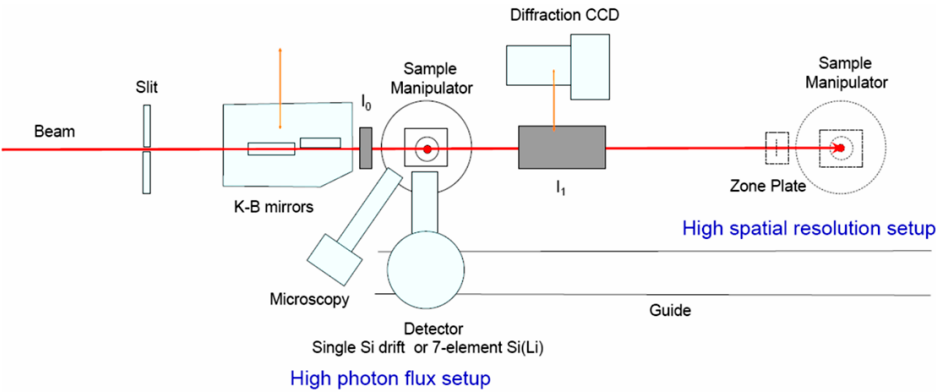 Diffraction CCD
Sample
Manipulator
Sample
Manipulator
Slit
I0
Beam
K-B mirrors
I1
Zone Plate
High spatial resolution setup
Microscopy
Guide
Detector
Single Si drift or 7-element Si(Li)
High photon flux setup